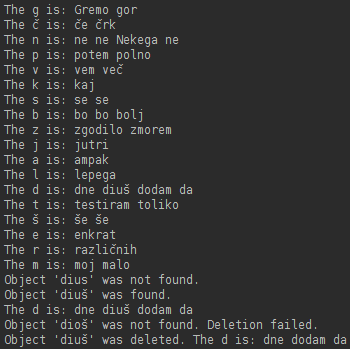 The g is: Gremo gor
The č is: če črk
The n is: ne ne Nekega ne
The p is: potem polno
The v is: vem več
The k is: kaj
The s is: se se
The b is: bo bo bolj
The z is: zgodilo zmorem
The j is: jutri
The a is: ampak
The l is: lepega
The d is: dne diuš dodam da
The t is: testiram toliko
The š is: še še
The e is: enkrat
The r is: različnih
The m is: moj malo
Object 'dius' was not found.
Object 'diuš' was found.
The d is: dne diuš dodam da
Object 'dioš' was not found. Deletion failed.
Object 'diuš' was deleted. The d is: dne dodam da